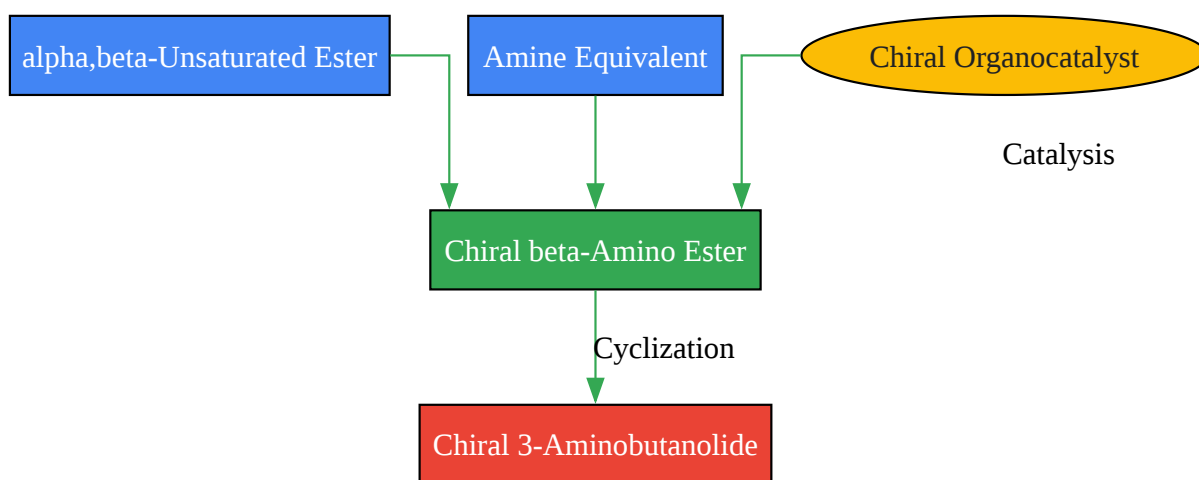 alpha,beta-Unsaturated Ester
Amine Equivalent
Chiral Organocatalyst
Catalysis
Chiral beta-Amino Ester
Cyclization
Chiral 3-Aminobutanolide